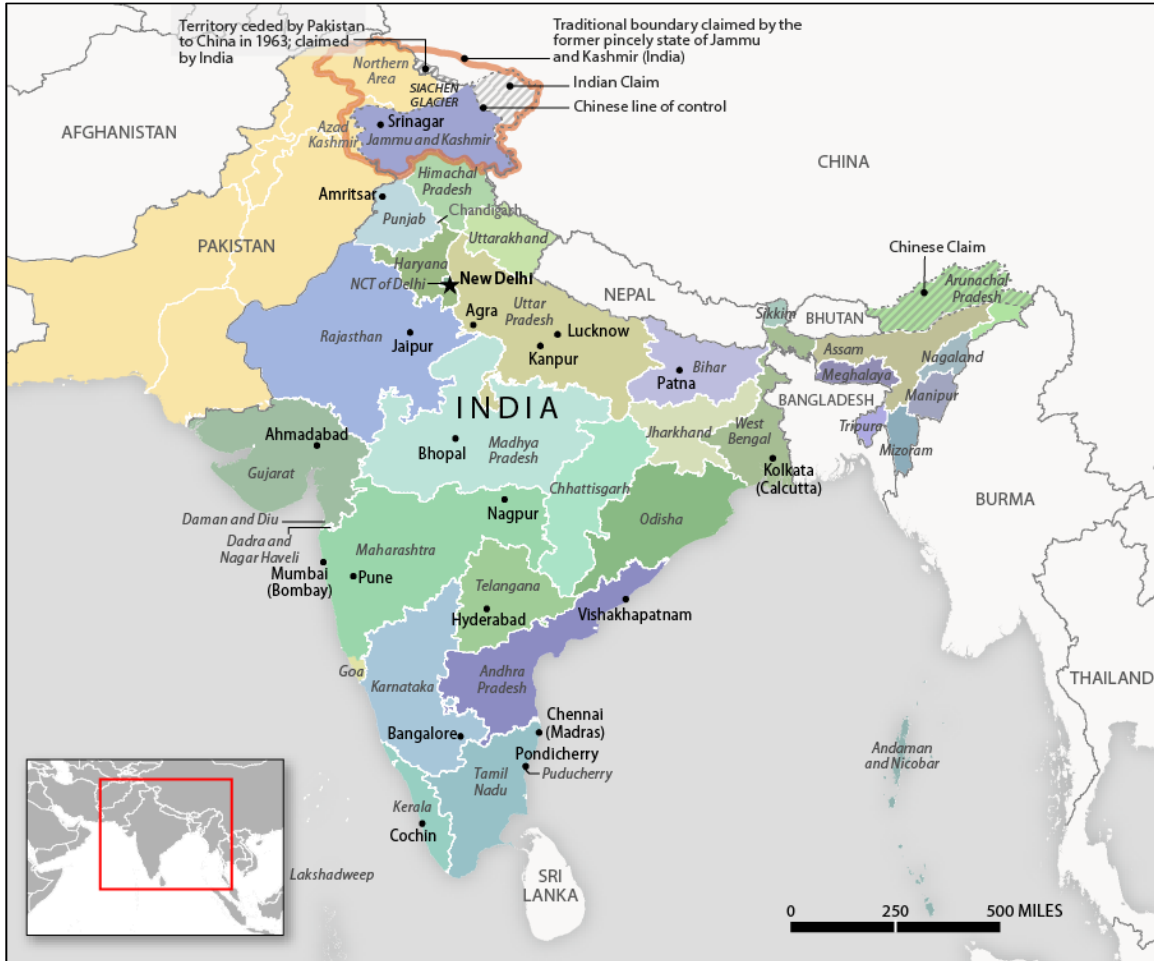 Territory ceded by Pakistan
to China in 1963; claimed
by India
Traditional boundary claimed by the
former pincely state of Jammu
and Kashmir (India)
Northern
Area
SIACHEN
GLACIER
Indian Claim
Chinese line of control
AFGHANISTAN
Azad
Kashmir
Srinagar
Jammu and Kashmir
CHINA
Himachal
Pradesh
Amritsar
Punjab
Chandigarh
Uttarakhand
PAKISTAN
Haryana
NCT of Delhi
New Delhi
Chinese Claim
Arunachal
Pradesh
NEPAL
Sikkim
BHUTAN
Rajasthan
Jaipur
Agra
Uttar
Pradesh
Lucknow
Kanpur
Bihar
Patna
Assam
Nagaland
Meghalaya
Manipur
BANGLADESH
INDIA
Ahmadabad
Gujarat
Bhopal
Madhya
Pradesh
Jharkhand
West
Bengal
Kolkata
(Calcutta)
Tripura
Mizoram
Chhattisgarh
BURMA
Nagpur
Odisha
Daman and Diu
Dadra and
Nagar Haveli
Maharashtra
Mumbai
(Bombay)
Pune
Telangana
Hyderabad
Vishakhapatnam
Goa
Karnataka
Andhra
Pradesh
THAILAND
Bangalore
Chennai
(Madras)
Pondicherry
Puducherry
Tamil
Nadu
Andaman
and Nicobar
Kerala
Cochin
Lakshadweep
SRI
LANKA
0 250 500 MILES